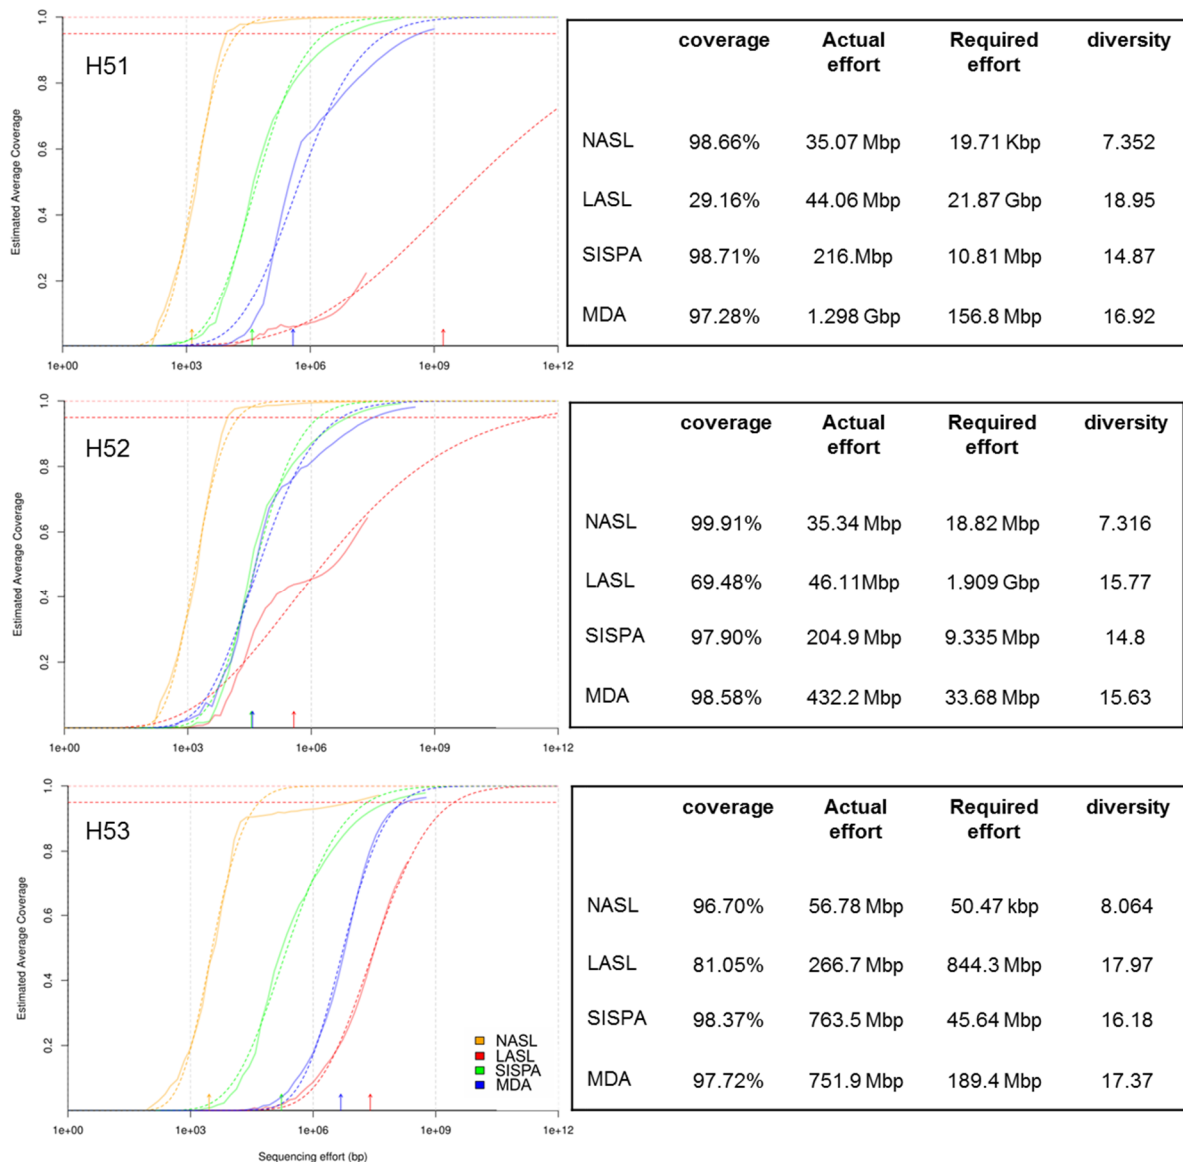 H51
Estimated Average Coverage
1.0
0.8
0.6
0.4
0.2
1e+00 1e+03 1e+06 1e+09 1e+12
coverage Actual effort Required effort diversity
NASL 98.66% 35.07 Mbp 19.71 Kbp 7.352
LASL 29.16% 44.06 Mbp 21.87 Gbp 18.95
SISPA 98.71% 216.Mbp 10.81 Mbp 14.87
MDA 97.28% 1.298 Gbp 156.8 Mbp 16.92
H52
Estimated Average Coverage
1.0
0.8
0.6
0.4
0.2
1e+00 1e+03 1e+06 1e+09 1e+12
coverage Actual effort Required effort diversity
NASL 99.91% 35.34 Mbp 18.82 Mbp 7.316
LASL 69.48% 46.11Mbp 1.909 Gbp 15.77
SISPA 97.90% 204.9 Mbp 9.335 Mbp 14.8
MDA 98.58% 432.2 Mbp 33.68 Mbp 15.63
H53
Estimated Average Coverage
1.0
0.8
0.6
0.4
0.2
NASL
LASL
SISPA
MDA
1e+00 1e+03 1e+06 1e+09 1e+12
Sequencing effort (bp)
coverage Actual effort Required effort diversity
NASL 96.70% 56.78 Mbp 50.47 kbp 8.064
LASL 81.05% 266.7 Mbp 844.3 Mbp 17.97
SISPA 98.37% 763.5 Mbp 45.64 Mbp 16.18
MDA 97.72% 751.9 Mbp 189.4 Mbp 17.37